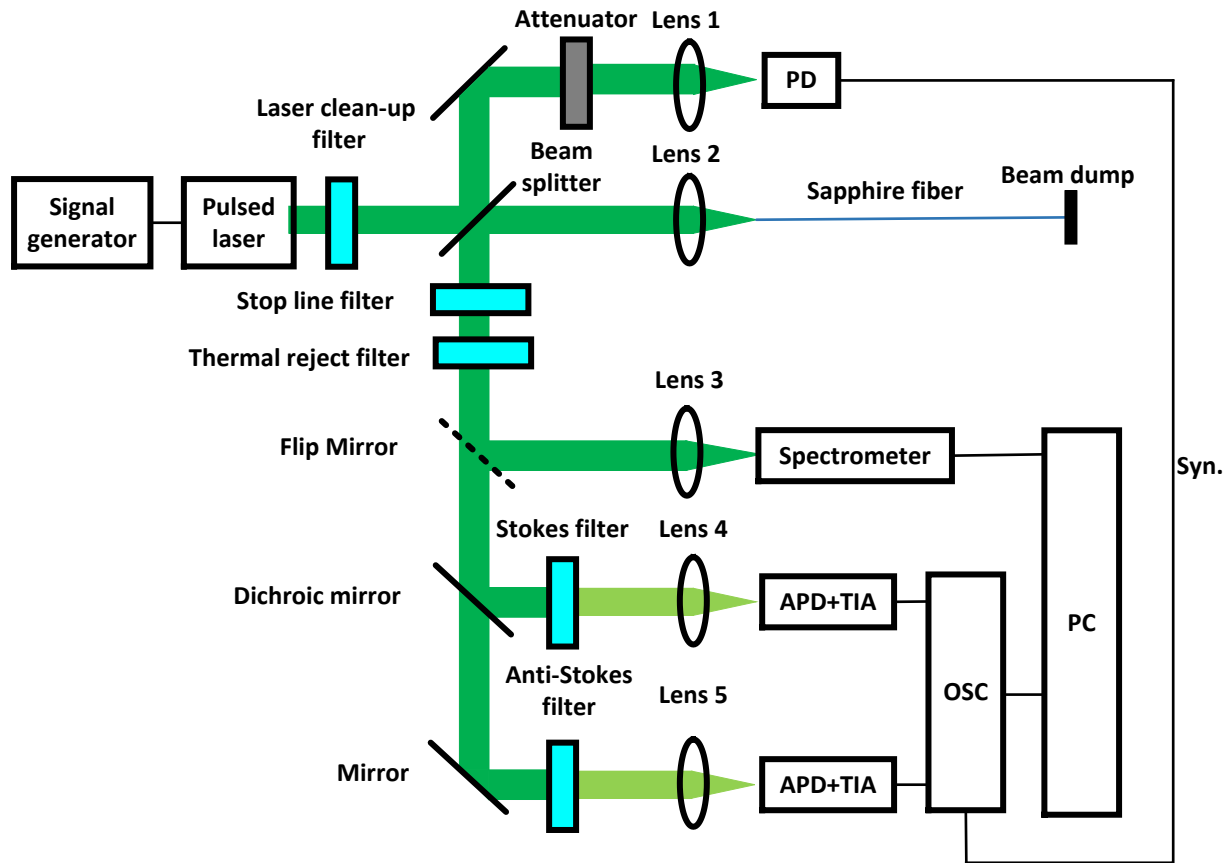 Attenuator
Lens 1
PD
Laser clean-up
filter
Beam
splitter
Lens 2
Sapphire fiber
Beam dump
Signal
generator
Pulsed
laser
Stop line filter
Thermal reject filter
Lens 3
Flip Mirror
Spectrometer
Syn.
Stokes filter
Lens 4
Dichroic mirror
APD+TIA
PC
OSC
Anti-Stokes
filter
Lens 5
Mirror
APD+TIA